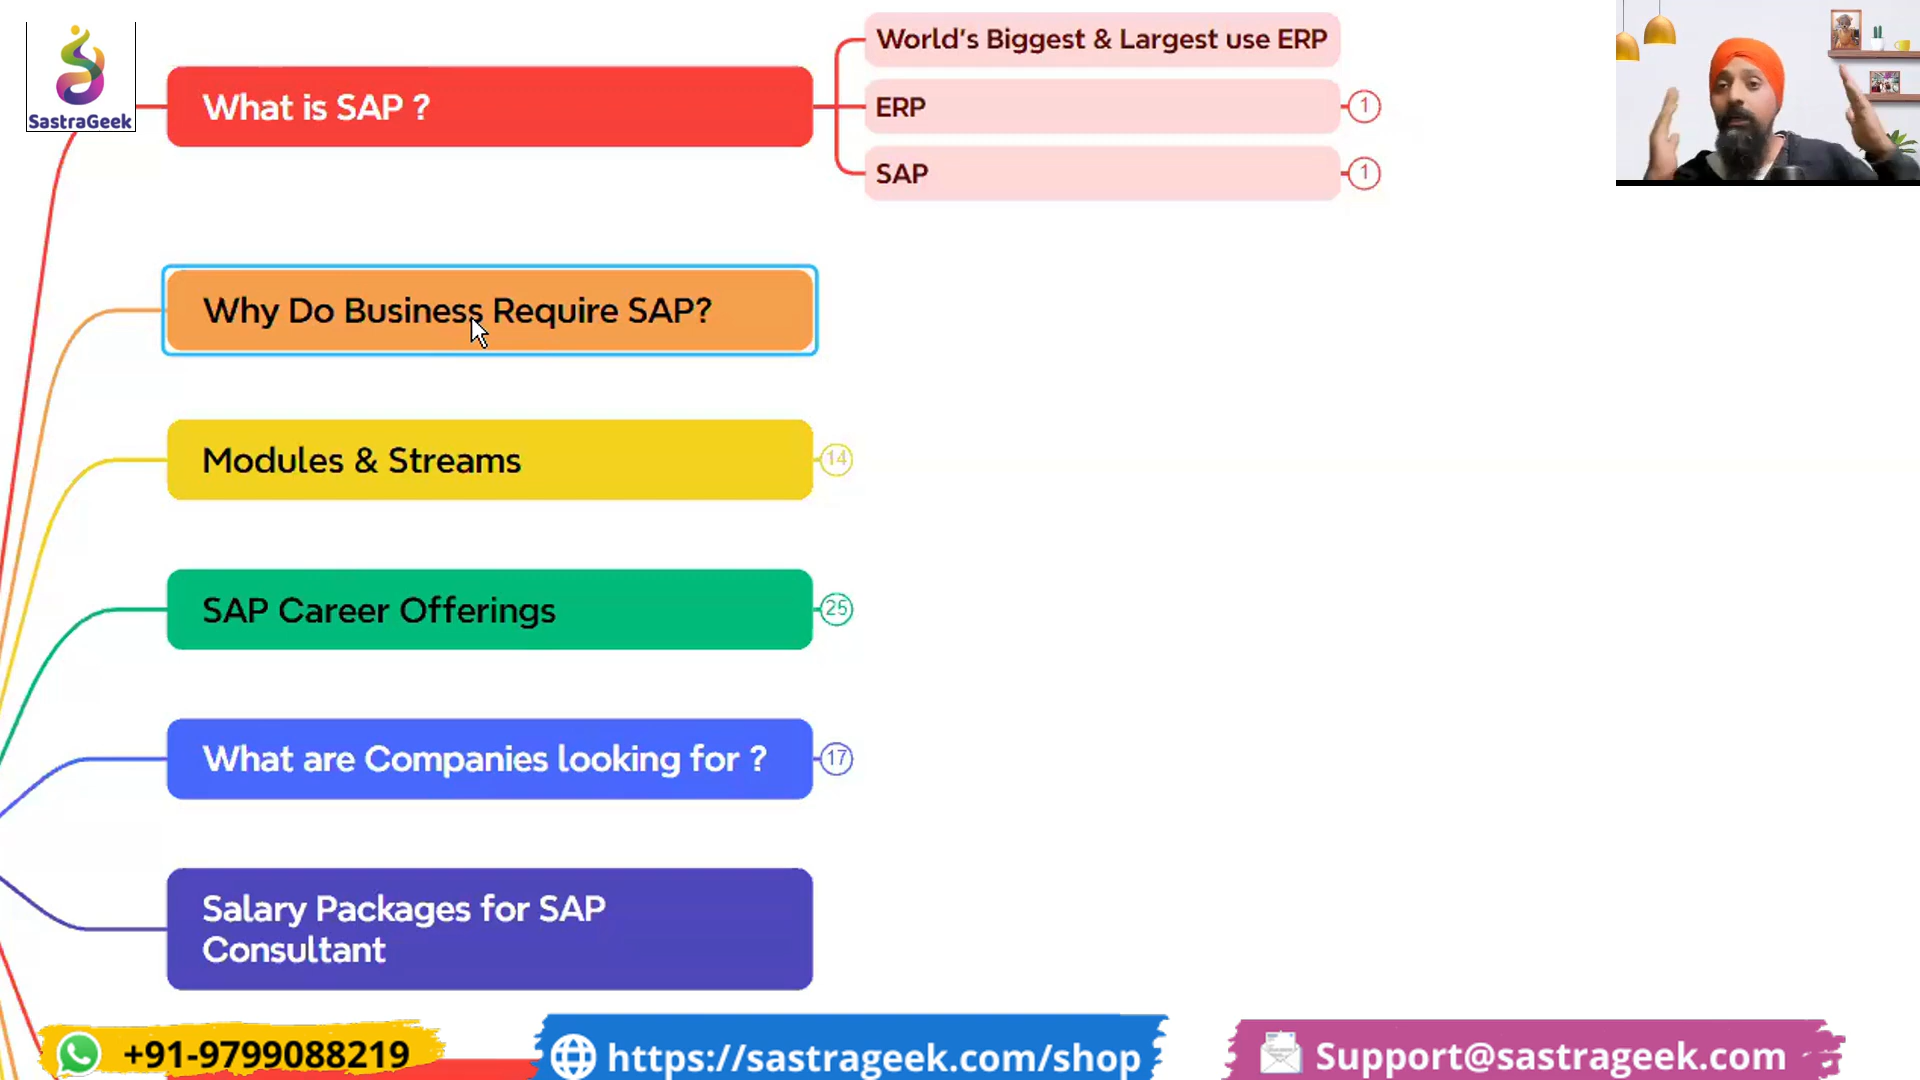 SastraGeek
What is SAP ?
World's Biggest & Largest use ERP
ERP
1
SAP
1
Why Do Business Require SAP?
Modules & Streams
14
SAP Career Offerings
25
What are Companies looking for ?
17
Salary Packages for SAP
Consultant
+91-9799088219
https://sastrageek.com/shop
Support@sastrageek.com